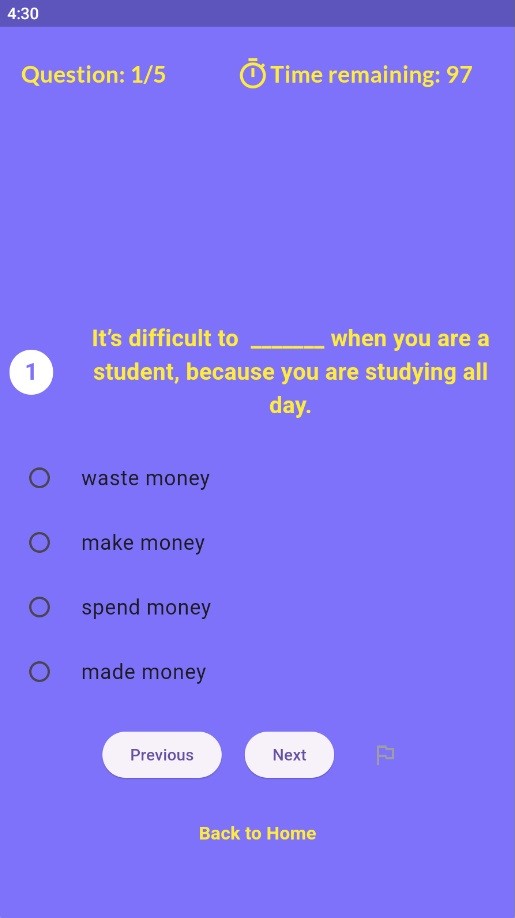 4:30
Question: 1/5 Time remaining: 97
It’s difficult to _______ when you are a
1 student, because you are studying all
day.
waste money
make money
spend money
made money
Previous Next
Back to Home